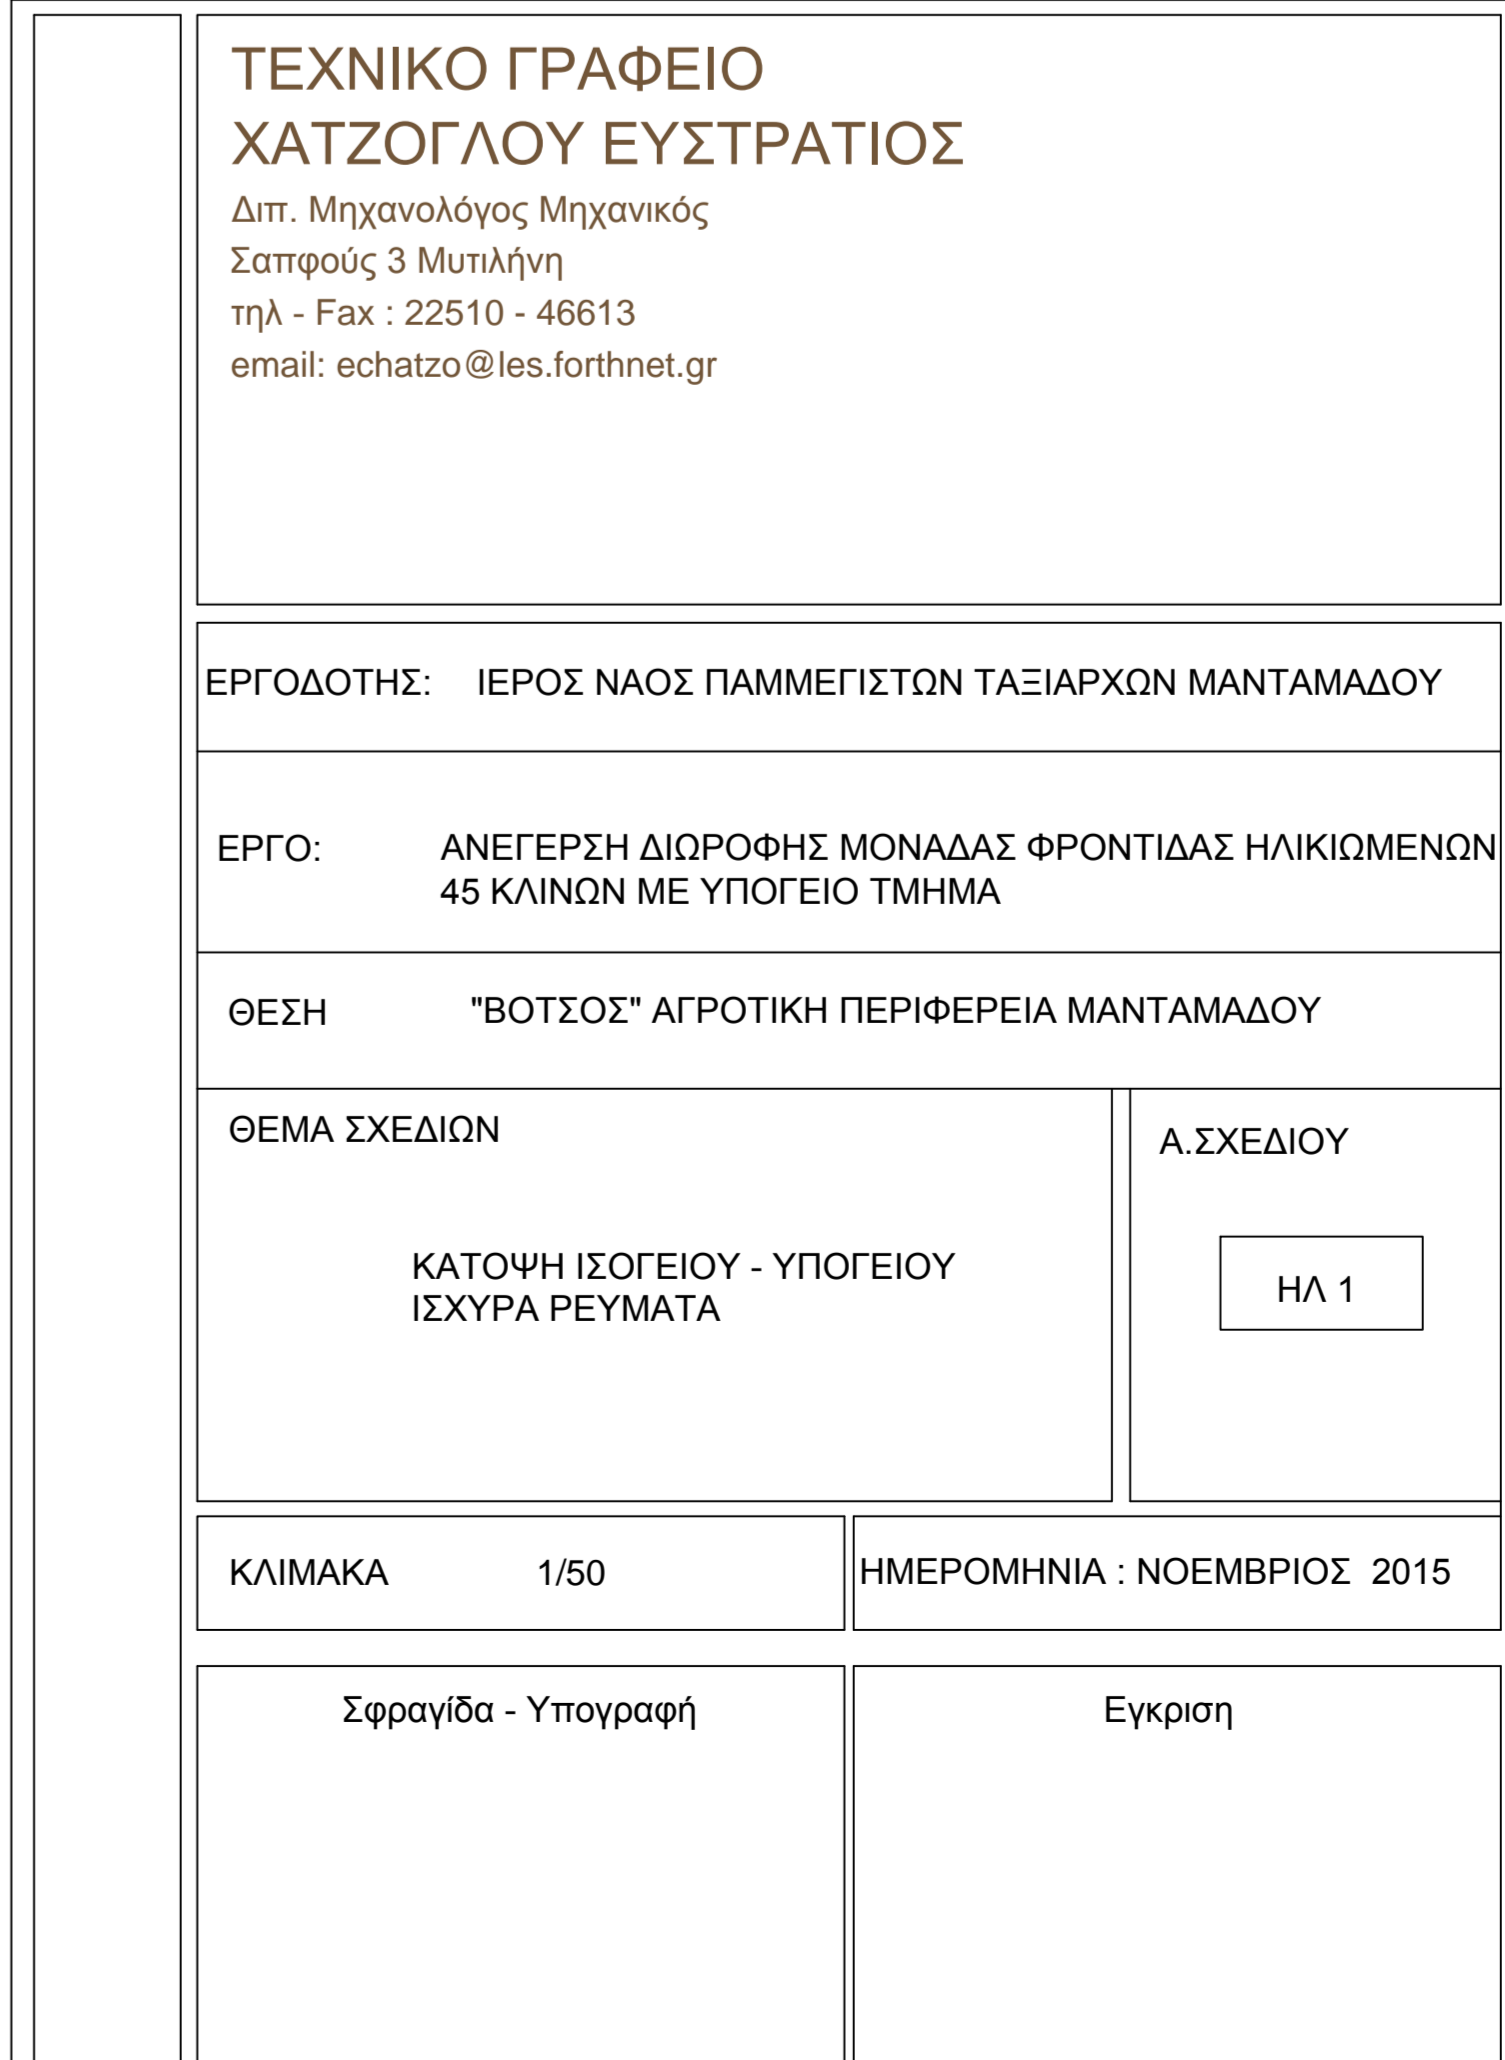 ΤΕΧΝΙΚΟ ΓΡΑΦΕΙΟ
ΧΑΤΖΟΓΛΟΥ ΕΥΣΤΡΑΤΙΟΣ
Διπ. Μηχανολόγος Μηχανικός
Σαπφούς 3 Μυτιλήνη
τηλ - Fax : 22510 - 46613
email: echatzo@les.forthnet.gr
ΕΡΓΟΔΟΤΗΣ: ΙΕΡΟΣ ΝΑΟΣ ΠΑΜΜΕΓΙΣΤΩΝ ΤΑΞΙΑΡΧΩΝ ΜΑΝΤΑΜΑΔΟΥ
ΕΡΓΟ: ΑΝΕΓΕΡΣΗ ΔΙΩΡΟΦΗΣ ΜΟΝΑΔΑΣ ΦΡΟΝΤΙΔΑΣ ΗΛΙΚΙΩΜΕΝΩΝ
45 ΚΛΙΝΩΝ ΜΕ ΥΠΟΓΕΙΟ ΤΜΗΜΑ
ΘΕΣΗ "ΒΟΤΣΟΣ" ΑΓΡΟΤΙΚΗ ΠΕΡΙΦΕΡΕΙΑ ΜΑΝΤΑΜΑΔΟΥ
ΘΕΜΑ ΣΧΕΔΙΩΝ
ΚΑΤΟΨΗ ΙΣΟΓΕΙΟΥ - ΥΠΟΓΕΙΟΥ
ΙΣΧΥΡΑ ΡΕΥΜΑΤΑ
Α.ΣΧΕΔΙΟΥ
ΗΛ 1
ΚΛΙΜΑΚΑ 1/50
ΗΜΕΡΟΜΗΝΙΑ : ΝΟΕΜΒΡΙΟΣ 2015
Σφραγίδα - Υπογραφή
Εγκριση